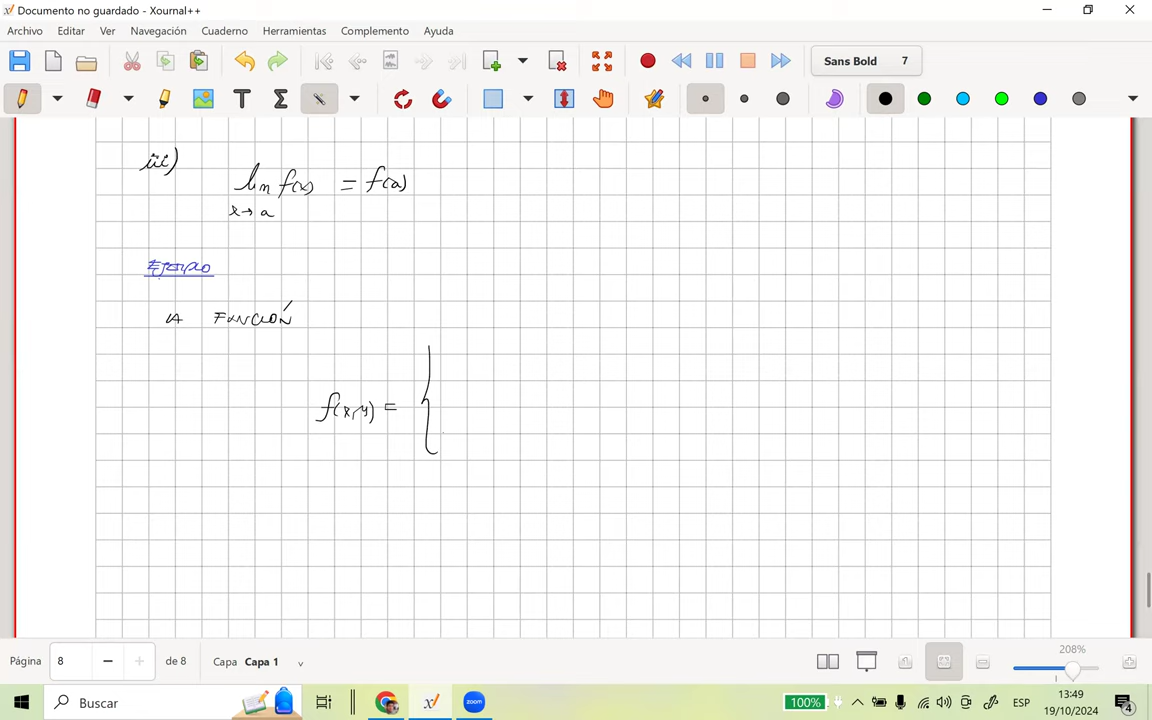 Documento no guardado - Xournal++
Archivo Editar Ver Navegación Cuaderno Herramientas Complemento Ayuda
Sans Bold 7
iii)
lim f(x) = f(a)
x→a
Ejemplo
LA FUNCIÓN
f(x,y) = {
Página 8 de 8 Capa Capa 1
208%
Buscar
100%
ESP
13:49
19/10/2024
4